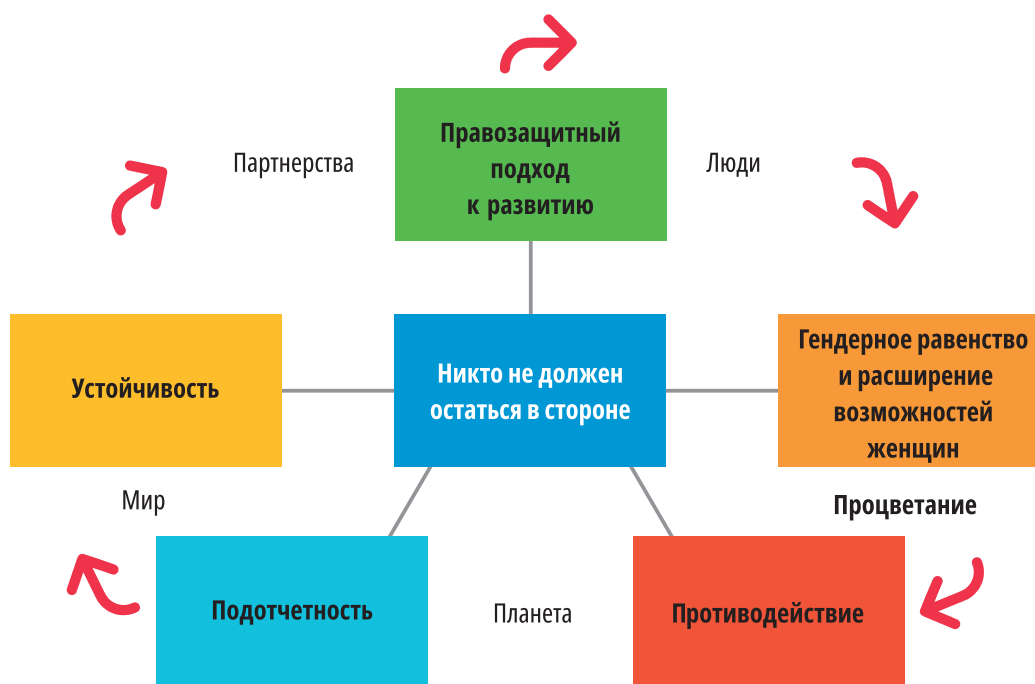 Правозащитный
подход
к развитию
Партнерства
Люди
Устойчивость
Никто не должен
остаться в стороне
Гендерное равенство
и расширение
возможностей
женщин
Мир
Процветание
Подотчетность
Планета
Противодействие